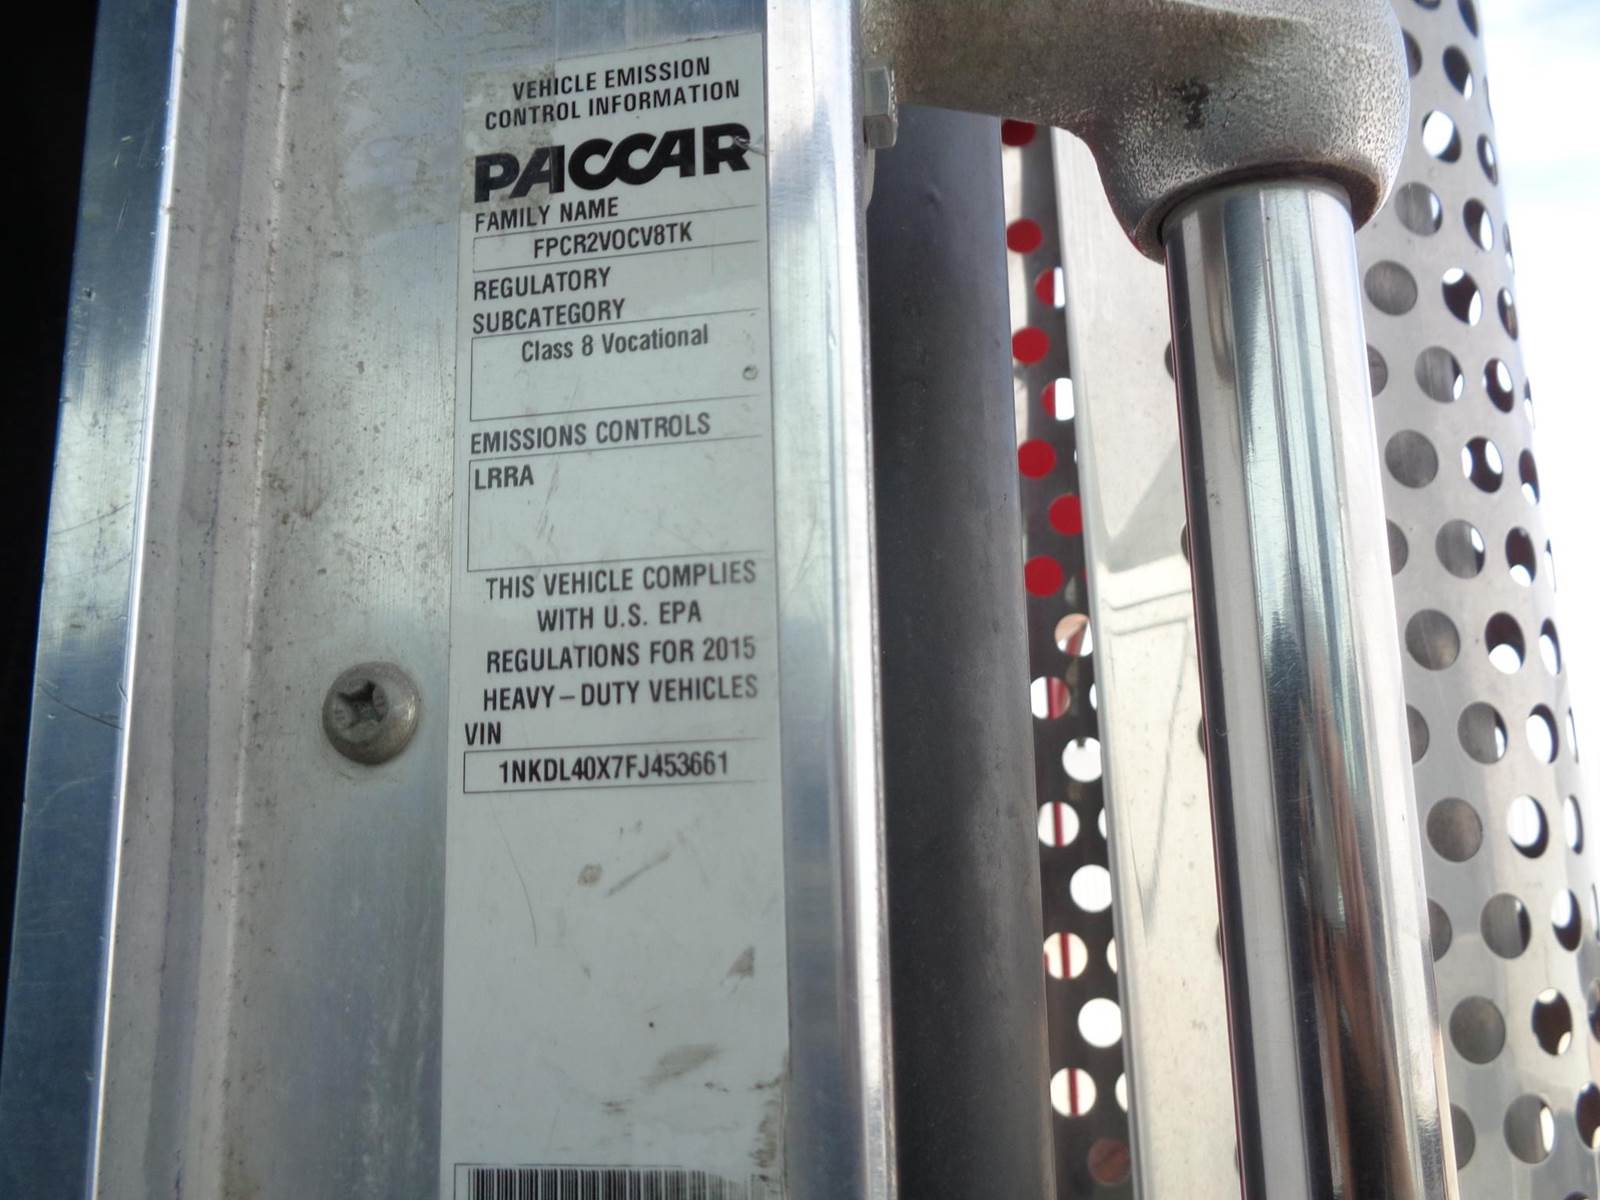 VEHICLE EMISSION
CONTROL INFORMATION
PACCAR
FAMILY NAME
FPCR2VOCV8TK
REGULATORY
SUBCATEGORY
Class 8 Vocational
EMISSIONS CONTROLS
LRRA
THIS VEHICLE COMPLIES
WITH U.S. EPA
REGULATIONS FOR 2015
HEAVY-DUTY VEHICLES
VIN
1NKDL40X7FJ453661